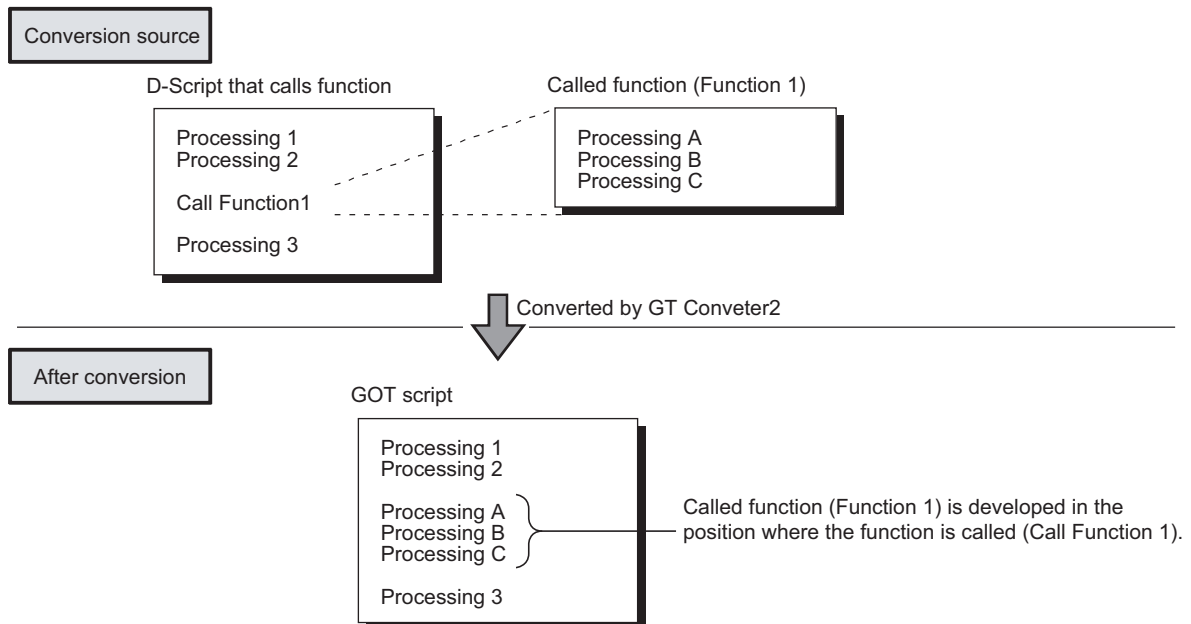 Conversion source
D-Script that calls function
Processing 1
Processing 2
Call Function1
Processing 3
Called function (Function 1)
Processing A
Processing B
Processing C
Converted by GT Conveter2
After conversion
GOT script
Processing 1
Processing 2
Processing A
Processing B
Processing C
Processing 3
Called function (Function 1) is developed in the
position where the function is called (Call Function 1).